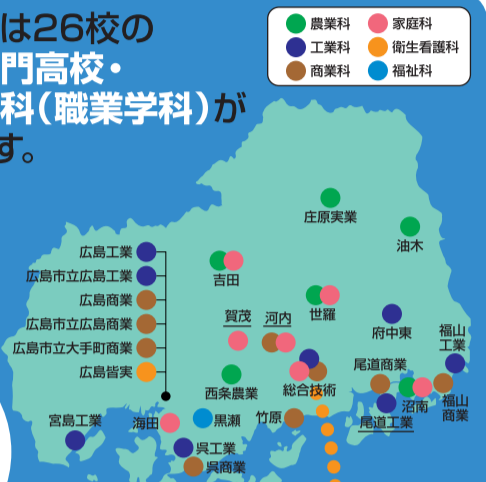 は26校の
門高校・
科(職業学科)が
す。
農業科
家庭科
工業科
衛生看護科
商業科
福祉科
庄原実業
油木
広島工業
広島市立広島工業
広島商業
広島市立広島商業
広島市立大手町商業
広島皆実
吉田
世羅
賀茂
河内
府中東
福山
工業
西条農業
総合技術
尾道商業
沼南
福山
商業
尾道工業
宮島工業
海田
黒瀬
竹原
呉工業
呉商業